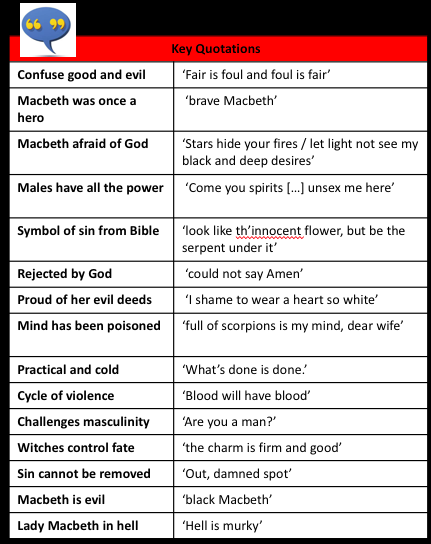 Key Quotations
Confuse good and evil ‘Fair is foul and foul is fair’
Macbeth was once a ‘brave Macbeth’
hero
Macbeth afraid of God ‘Stars hide your fires / let light not see my
black and deep desires’
Males have all the power ‘Come you spirits […] unsex me here’
Symbol of sin from Bible ‘look like th’innocent flower, but be the
serpent under it’
Rejected by God ‘could not say Amen’
Proud of her evil deeds ‘I shame to wear a heart so white’
Mind has been poisoned ‘full of scorpions is my mind, dear wife’
Practical and cold ‘What’s done is done.’
Cycle of violence ‘Blood will have blood’
Challenges masculinity ‘Are you a man?’
Witches control fate ‘the charm is firm and good’
Sin cannot be removed ‘Out, damned spot’
Macbeth is evil ‘black Macbeth’
Lady Macbeth in hell ‘Hell is murky’